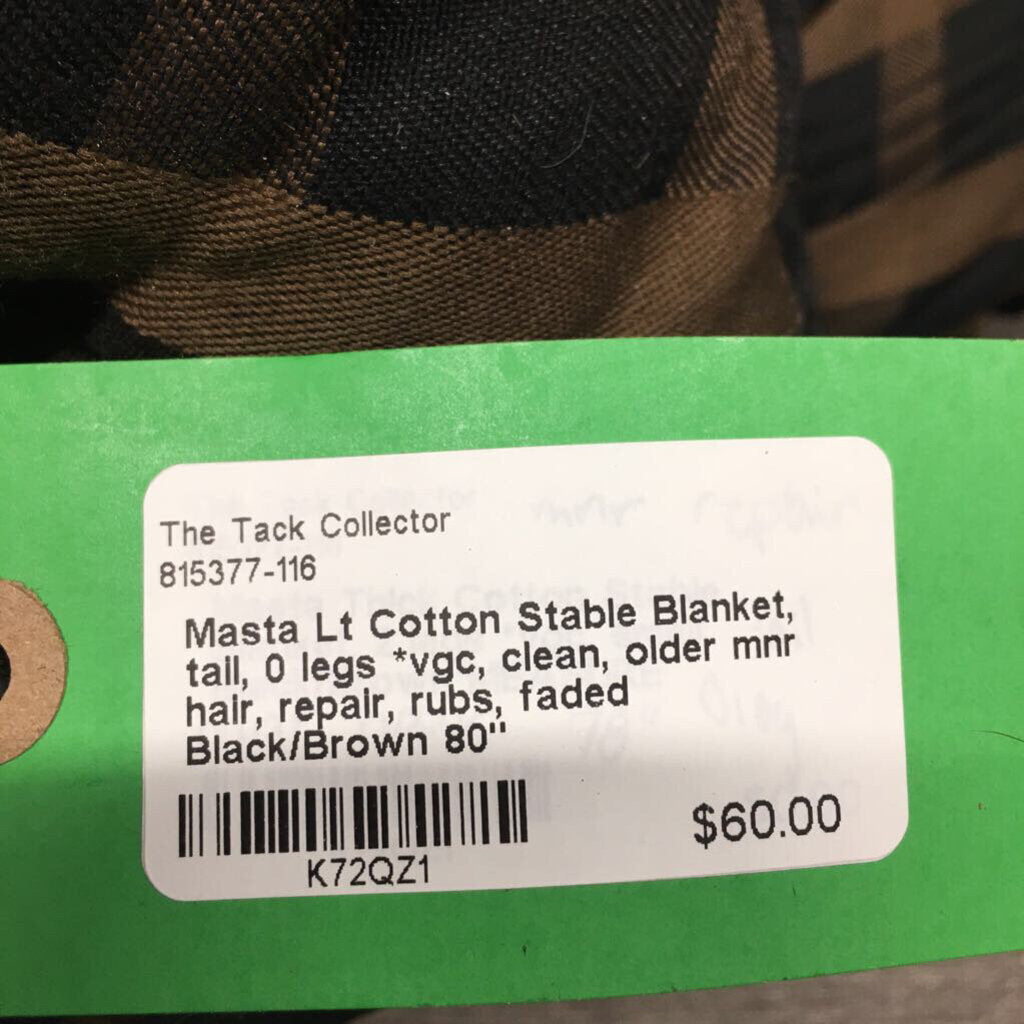 The Tack Collector
815377-116
Masta Lt Cotton Stable Blanket,
tail, 0 legs *vgc, clean, older mnr
hair, repair, rubs, faded
Black/Brown 80"
K72QZ1
$60.00